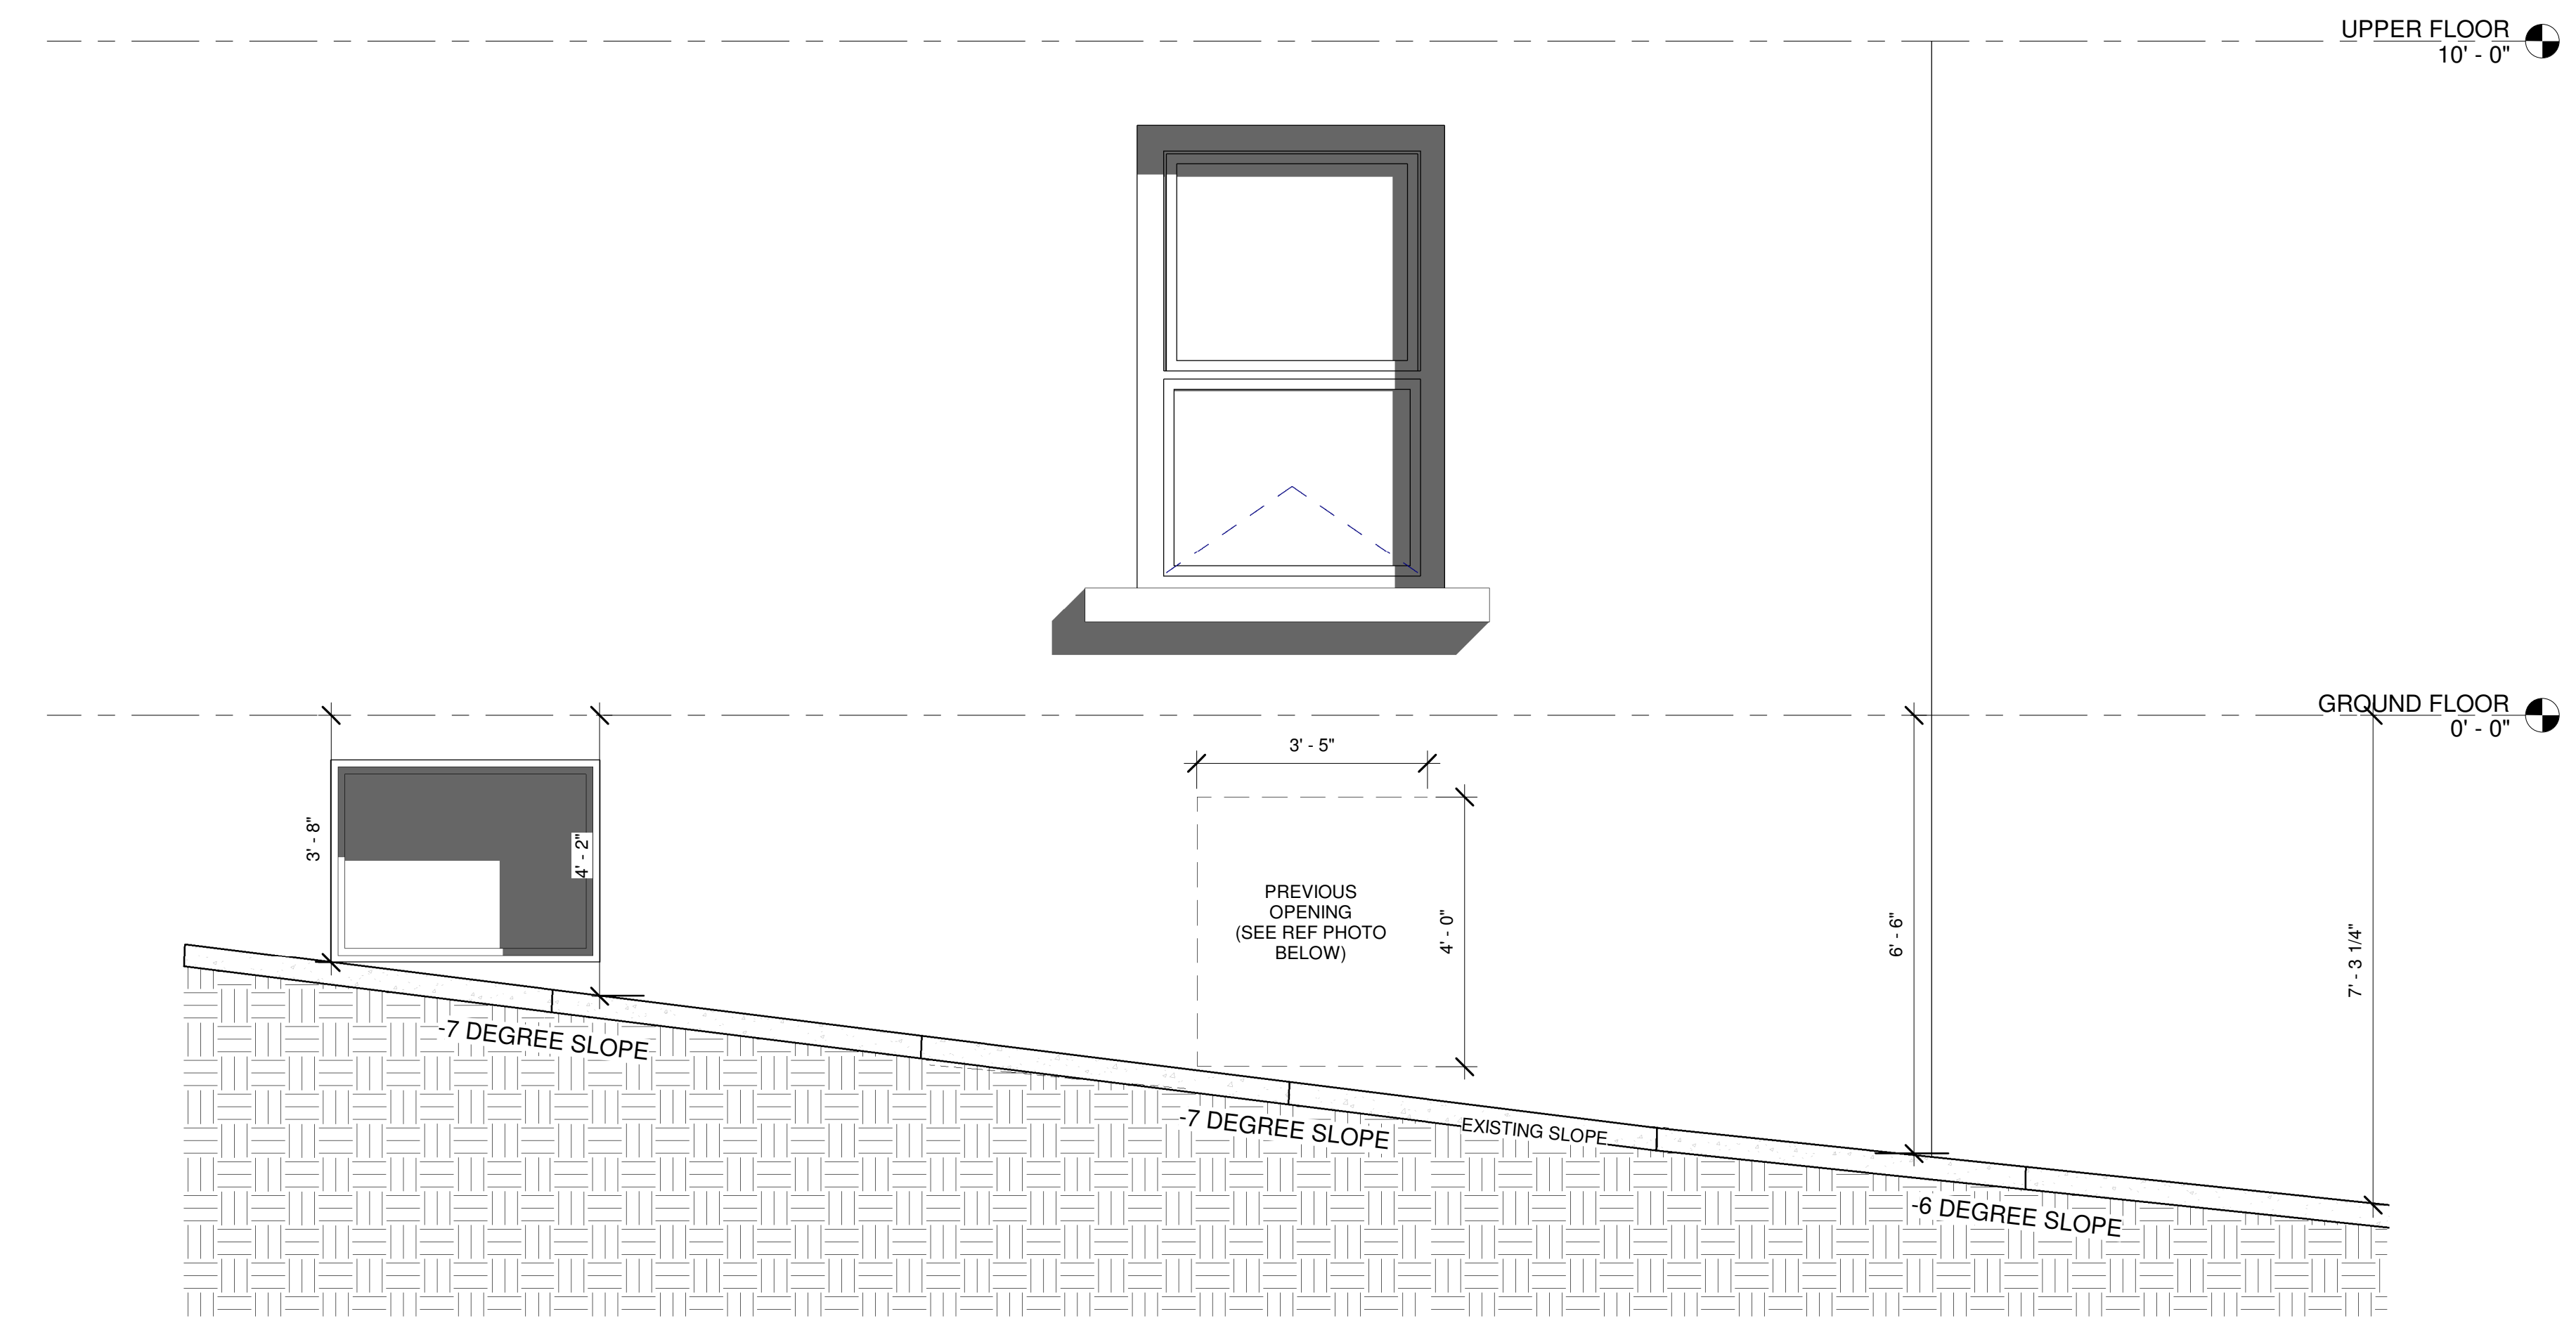 UPPER FLOOR
10' - 0"
GROUND FLOOR
0' - 0"
3' - 5"
3' - 8"
4' - 2"
PREVIOUS
OPENING
(SEE REF PHOTO
BELOW)
4' - 0"
6' - 6"
7' - 3 1/4"
-7 DEGREE SLOPE
-7 DEGREE SLOPE
EXISTING SLOPE
-6 DEGREE SLOPE